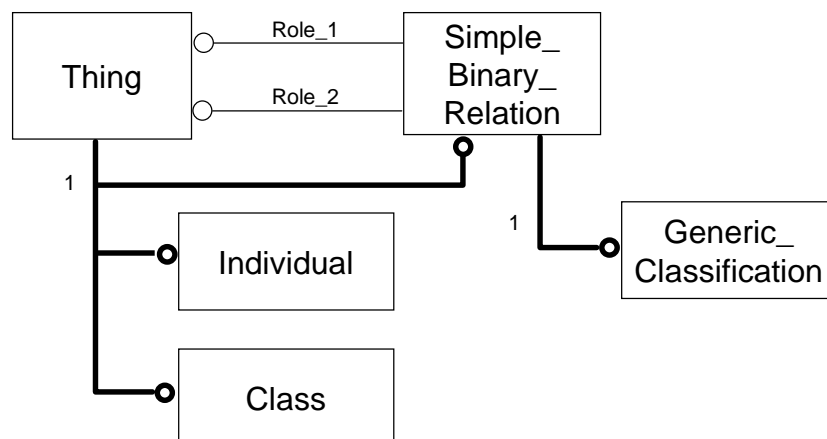 Role_1
Simple_
Thing
Binary_
Role_2
Relation
1
1
Generic_
Classification
Individual
Class